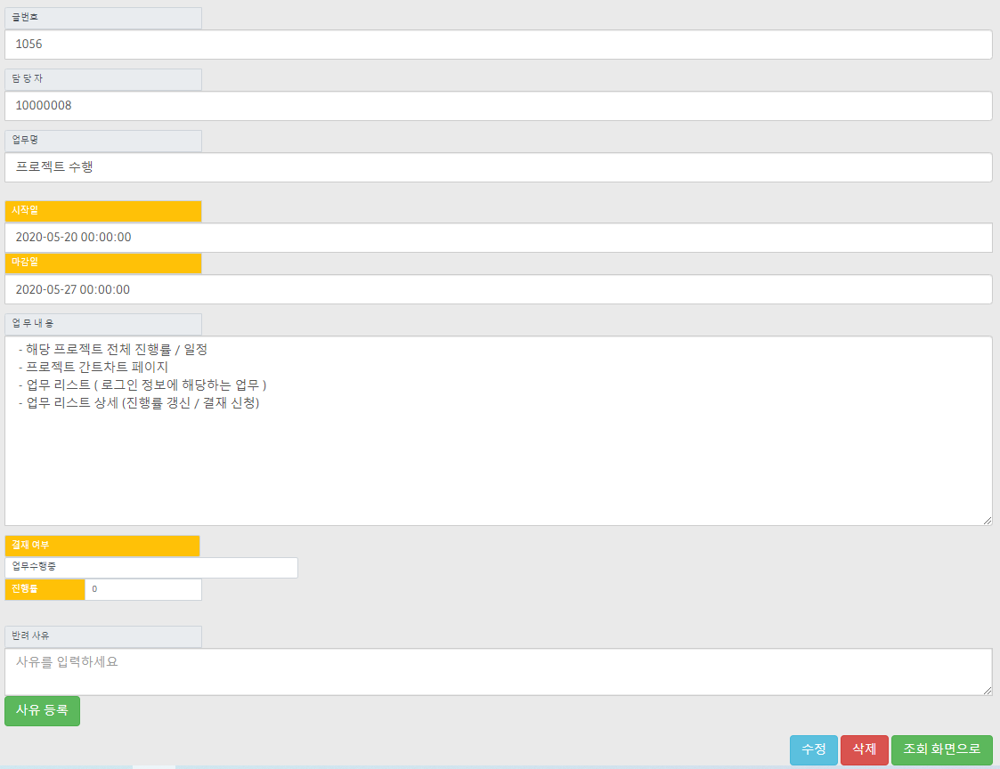 글번호
1056
담 당 자
10000008
업무명
프로젝트 수행
시작일
2020-05-20 00:00:00
마감일
2020-05-27 00:00:00
업 무 내 용
- 해당 프로젝트 전체 진행률 / 일정
- 프로젝트 간트차트 페이지
- 업무 리스트 ( 로그인 정보에 해당하는 업무 )
- 업무 리스트 상세 (진행률 갱신 / 결재 신청)
결재 여부
업무수행중
진행률 0
반려 사유
사유를 입력하세요
사유 등록
수정 삭제 조회 화면으로